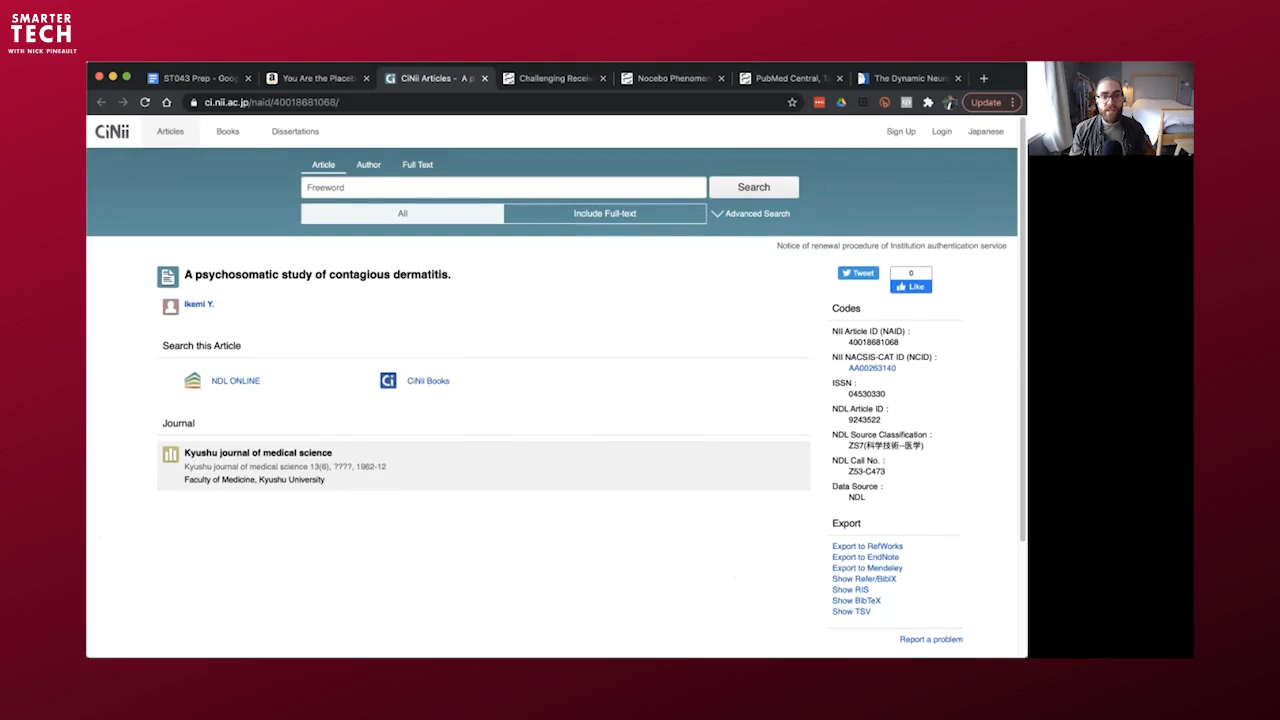 SMARTER
TECH
WITH NICK PINEAULT
ST043 Prep - Goog
You Are the Placeb
CiNii Articles - A p
Challenging Receiv
Nocebo Phenomen
PubMed Central, T
The Dynamic Neur
ci.nii.ac.jp/naid/40018681068/
Update
CiNii
Articles
Books
Dissertations
Sign Up
Login
Japanese
Article
Author
Full Text
Freeword
Search
All
Include Full-text
Advanced Search
Notice of renewal procedure of Institution authentication service
A psychosomatic study of contagious dermatitis.
Ikemi Y.
Search this Article
NDL ONLINE
Ci
CiNii Books
Journal
Kyushu journal of medical science
Kyushu journal of medical science 13(6), ????, 1962-12
Faculty of Medicine, Kyushu University
Tweet
0
Like
Codes
NII Article ID (NAID) :
40018681068
NII NACSIS-CAT ID (NCID) :
AA00263140
ISSN :
04530330
NDL Article ID :
9243522
NDL Source Classification :
ZS7(科学技術--医学)
NDL Call No. :
Z53-C473
Data Source :
NDL
Export
Export to RefWorks
Export to EndNote
Export to Mendeley
Show Refer/BibIX
Show RIS
Show BibTeX
Show TSV
Report a problem